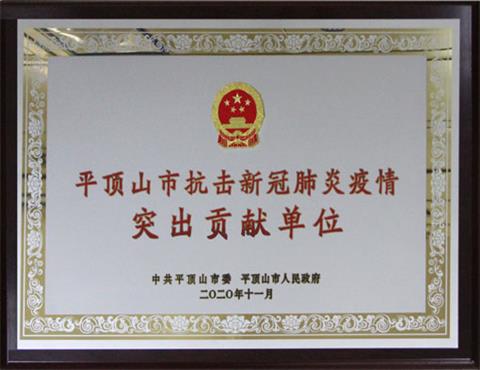 平顶山市抗击新冠肺炎疫情
突出贡献单位
中共平顶山市委 平顶山市人民政府
二〇二〇年十一月